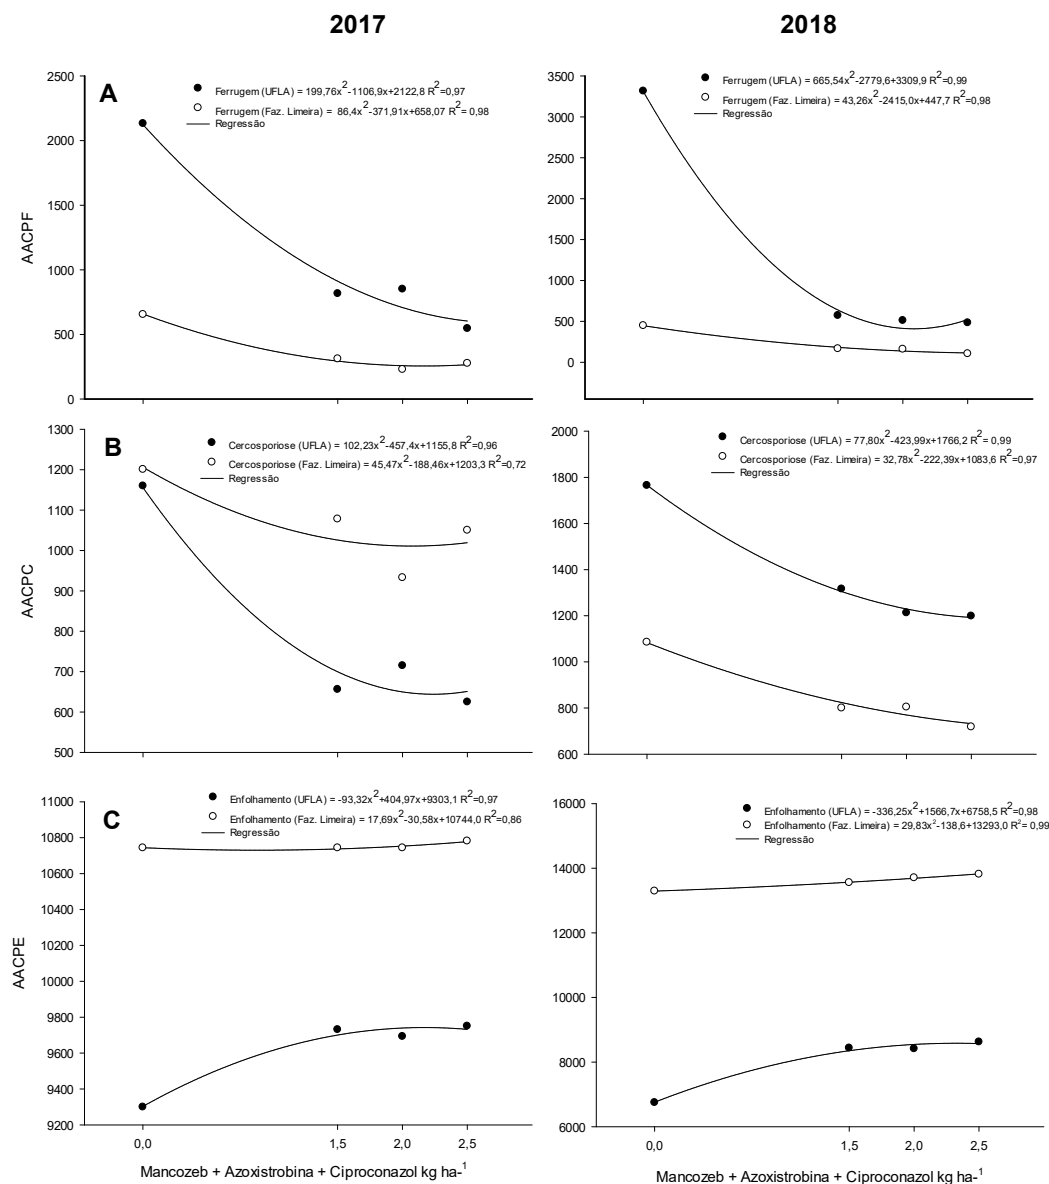 2017
2018
A
Ferrugem (UFLA) = 199,76x²-1106,9x+2122,8 R²=0,97
Ferrugem (Faz. Limeira) = 86,4x²-371,91x+658,07 R² = 0,98
Regressão
2500
2000
1500
1000
500
0
AACPF
Ferrugem (UFLA) = 665,54x²-2779,6+3309,9 R²=0,99
Ferrugem (Faz. Limeira) = 43,26x²-2415,0x+447,7 R²=0,98
Regressão
3500
3000
2500
2000
1500
1000
500
0
B
Cercosporiose (UFLA) = 102,23x²-457,4x+1155,8 R²=0,96
Cercosporiose (Faz. Limeira) = 45,47x²-188,46x+1203,3 R²=0,72
Regressão
1300
1200
1100
1000
900
800
700
600
500
AACPC
Cercosporiose (UFLA) = 77,80x²-423,99x+1766,2 R² = 0,99
Cercosporiose (Faz. Limeira) = 32,78x²-222,39x+1083,6 R²=0,97
Regressão
2000
1800
1600
1400
1200
1000
800
600
C
Enfolhamento (UFLA) = -93,32x²+404,97x+9303,1 R²=0,97
Enfolhamento (Faz. Limeira) = 17,69x²-30,58x+10744,0 R²=0,86
Regressão
11000
10800
10600
10400
10200
10000
9800
9600
9400
9200
AACPE
0,0 1,5 2,0 2,5
Mancozeb + Azoxistrobina + Ciproconazol kg ha-¹
Enfolhamento (UFLA) = -336,25x²+1566,7x+6758,5 R²=0,98
Enfolhamento (Faz. Limeira) = 29,83x²-138,6+13293,0 R²= 0,99
Regressão
16000
14000
12000
10000
8000
6000
0,0 1,5 2,0 2,5
Mancozeb + Azoxistrobina + Ciproconazol kg ha-¹